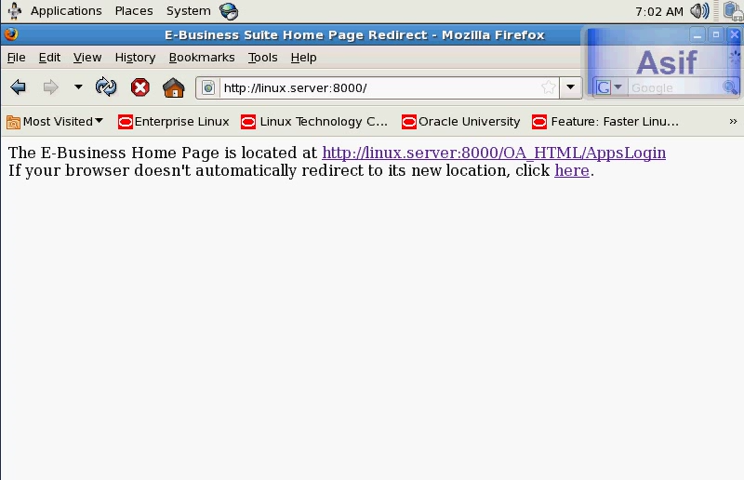 Applications Places System 7:02 AM
E-Business Suite Home Page Redirect - Mozilla Firefox
Asif
File Edit View History Bookmarks Tools Help
http://linux.server:8000/ G Google
Most Visited Enterprise Linux Linux Technology C... Oracle University Feature: Faster Linu... »
The E-Business Home Page is located at http://linux.server:8000/OA_HTML/AppsLogin
If your browser doesn't automatically redirect to its new location, click here.